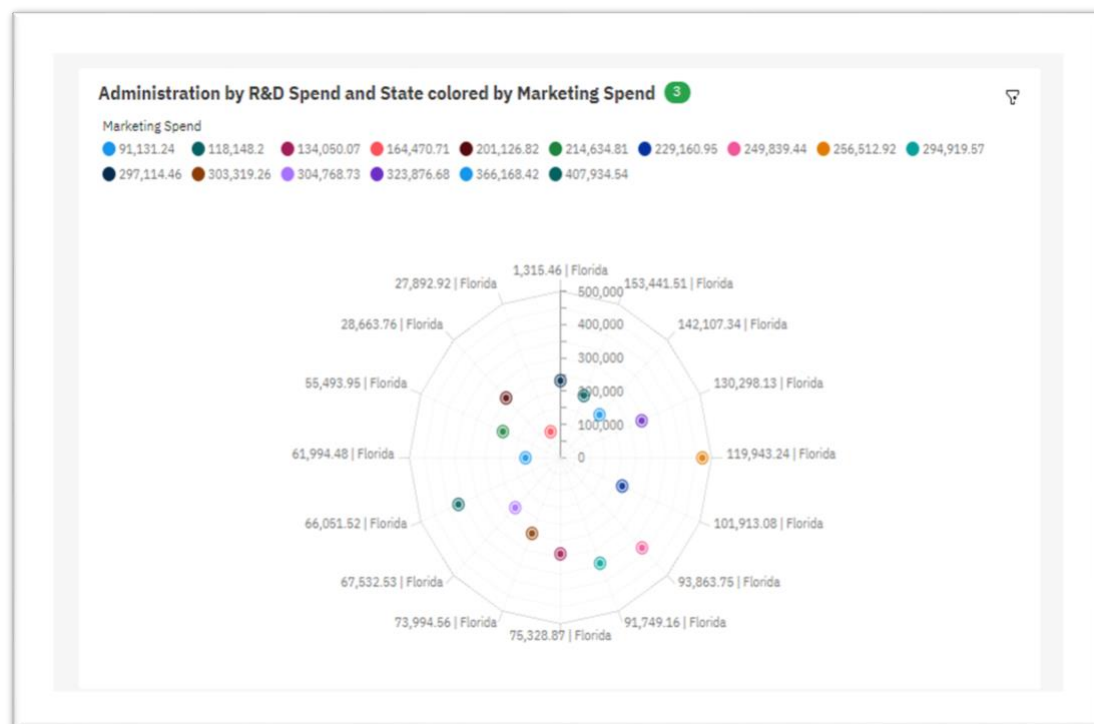 Administration by R&D Spend and State colored by Marketing Spend 3
Marketing Spend
91,131.24 118,148.2 134,050.07 164,470.71 201,126.82 214,634.81 229,160.95 249,839.44 256,512.92 294,919.57
297,114.46 303,319.26 304,768.73 323,876.68 366,168.42 407,934.54
1,315.46 | Florida
27,892.92 | Florida
153,441.51 | Florida
500,000
28,663.76 | Florida
400,000
142,107.34 | Florida
300,000
55,493.95 | Florida
200,000
130,298.13 | Florida
100,000
61,994.48 | Florida
0
119,943.24 | Florida
66,051.52 | Florida
101,913.08 | Florida
67,532.53 | Florida
93,863.75 | Florida
73,994.56 | Florida
91,749.16 | Florida
75,328.87 | Florida